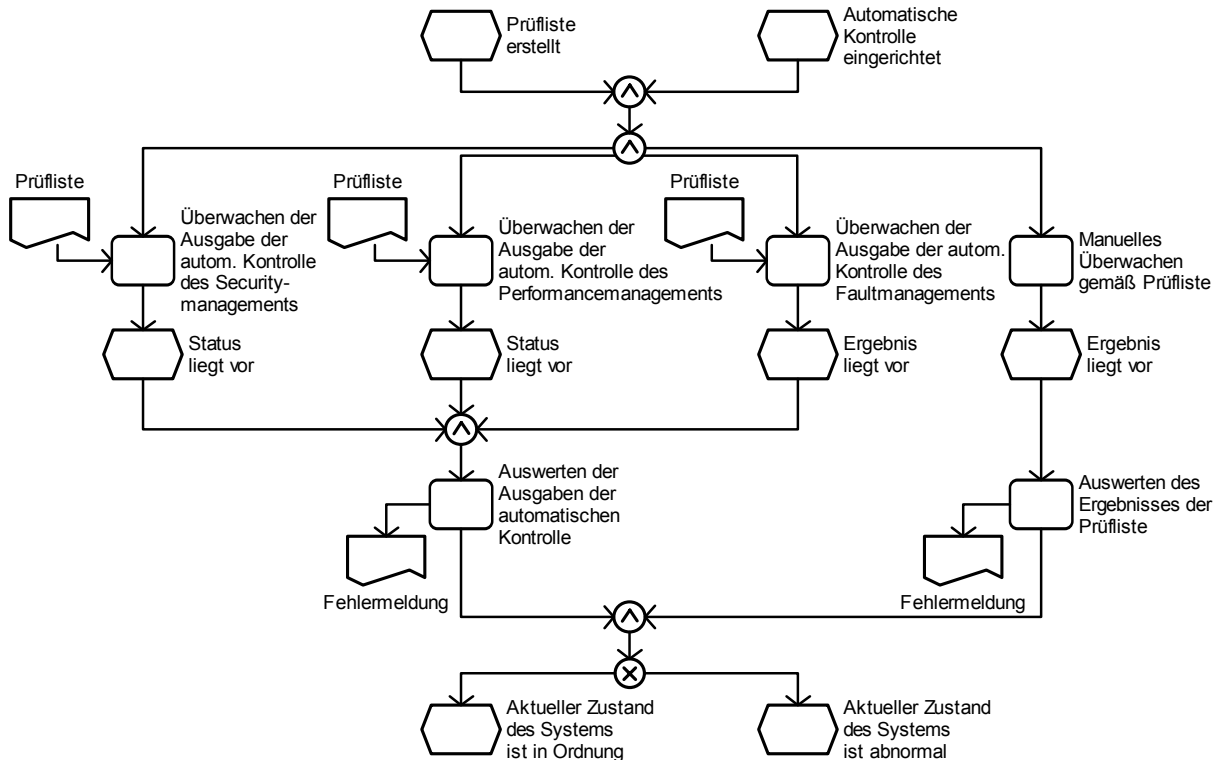 Prüfliste
erstellt
Automatische
Kontrolle
eingerichtet
Prüfliste
Überwachen der
Ausgabe der
autom. Kontrolle
des Security-
managements
Prüfliste
Überwachen der
Ausgabe der
autom. Kontrolle des
Performancemanagements
Prüfliste
Überwachen der
Ausgabe der autom.
Kontrolle des
Faultmanagements
Manuelles
Überwachen
gemäß Prüfliste
Status
liegt vor
Status
liegt vor
Ergebnis
liegt vor
Ergebnis
liegt vor
Auswerten der
Ausgaben der
automatischen
Kontrolle
Fehlermeldung
Auswerten des
Ergebnisses der
Prüfliste
Fehlermeldung
Aktueller Zustand
des Systems
ist in Ordnung
Aktueller Zustand
des Systems
ist abnormal